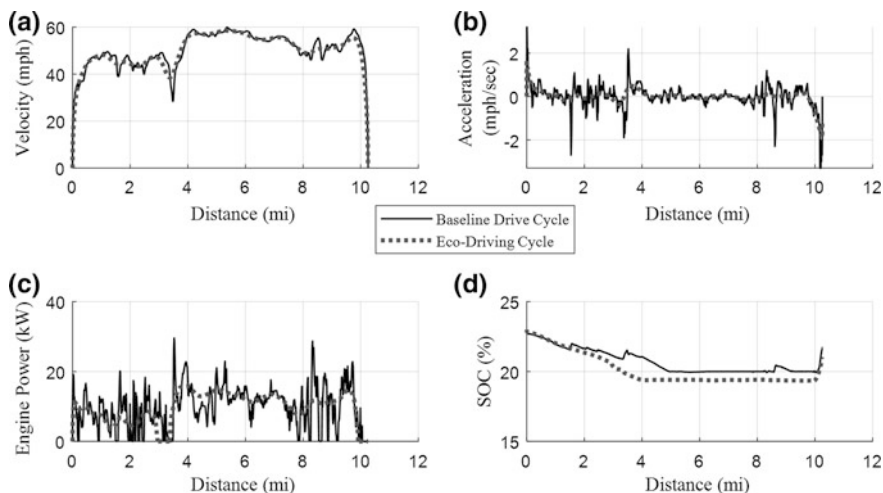 (a)
60
40
20
0
Velocity (mph)
0 2 4 6 8 10 12
Distance (mi)
(b)
2
0
-2
Acceleration
(mph/sec)
0 2 4 6 8 10 12
Distance (mi)
Baseline Drive Cycle
Eco-Driving Cycle
(c)
40
20
0
Engine Power (kW)
0 2 4 6 8 10 12
Distance (mi)
(d)
25
20
15
SOC (%)
0 2 4 6 8 10 12
Distance (mi)